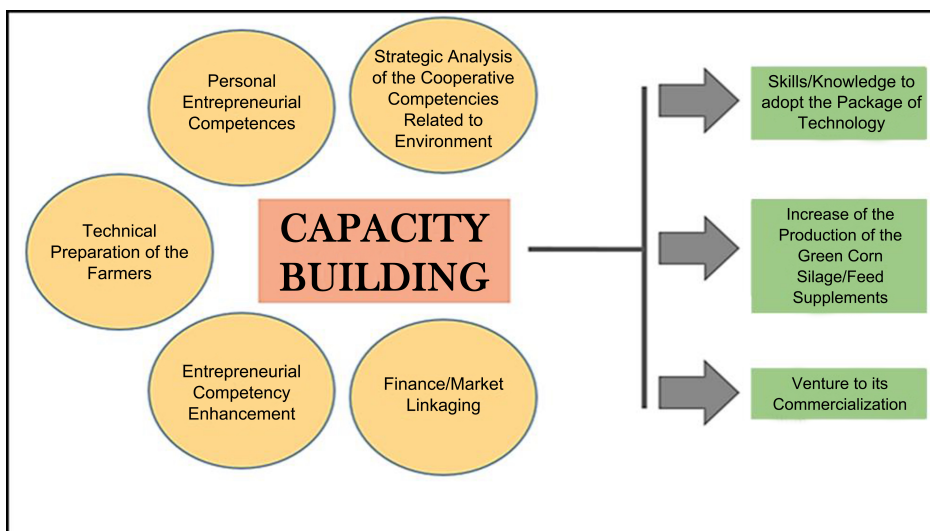 Personal
Entrepreneurial
Competences
Strategic Analysis
of the Cooperative
Competencies
Related to
Environment
Technical
Preparation of the
Farmers
CAPACITY
BUILDING
Entrepreneurial
Competency
Enhancement
Finance/Market
Linkaging
Skills/Knowledge to
adopt the Package of
Technology
Increase of the
Production of the
Green Corn
Silage/Feed
Supplements
Venture to its
Commercialization